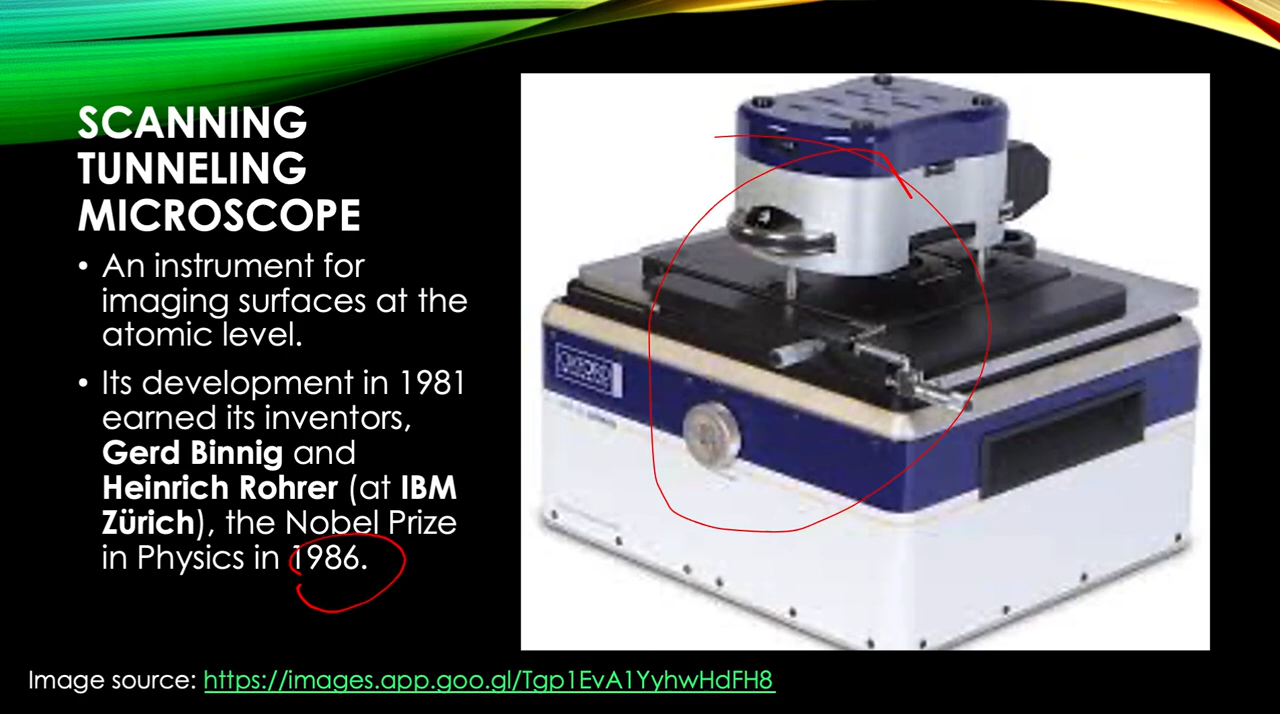 SCANNING
TUNNELING
MICROSCOPE
• An instrument for
imaging surfaces at the
atomic level.
• Its development in 1981
earned its inventors,
Gerd Binnig and
Heinrich Rohrer (at IBM
Zürich), the Nobel Prize
in Physics in 1986.
OXFORD
Image source: https://images.app.goo.gl/Tgp1EvA1YyhwHdFH8